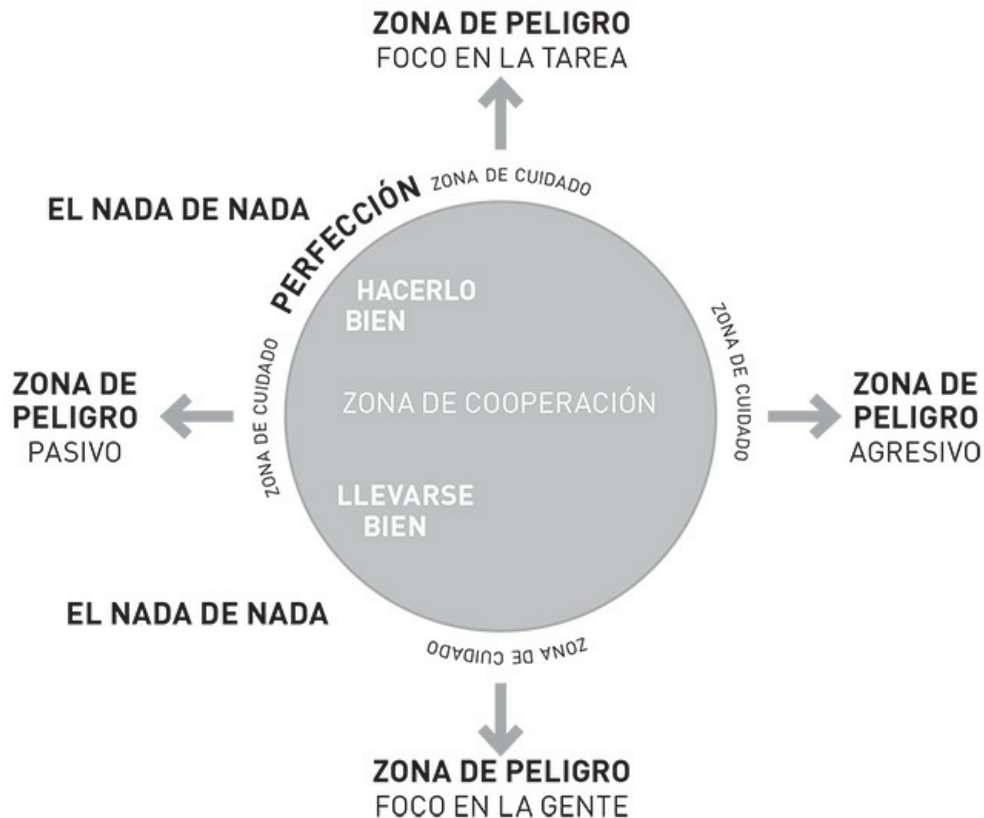 ZONA DE PELIGRO
FOCO EN LA TAREA
ZONA DE CUIDADO
PERFECCIÓN
EL NADA DE NADA
HACERLO
BIEN
ZONA DE CUIDADO
ZONA DE CUIDADO
ZONA DE
PELIGRO
PASIVO
ZONA DE COOPERACIÓN
ZONA DE
PELIGRO
AGRESIVO
LLEVARSE
BIEN
EL NADA DE NADA
ZONA DE CUIDADO
ZONA DE PELIGRO
FOCO EN LA GENTE